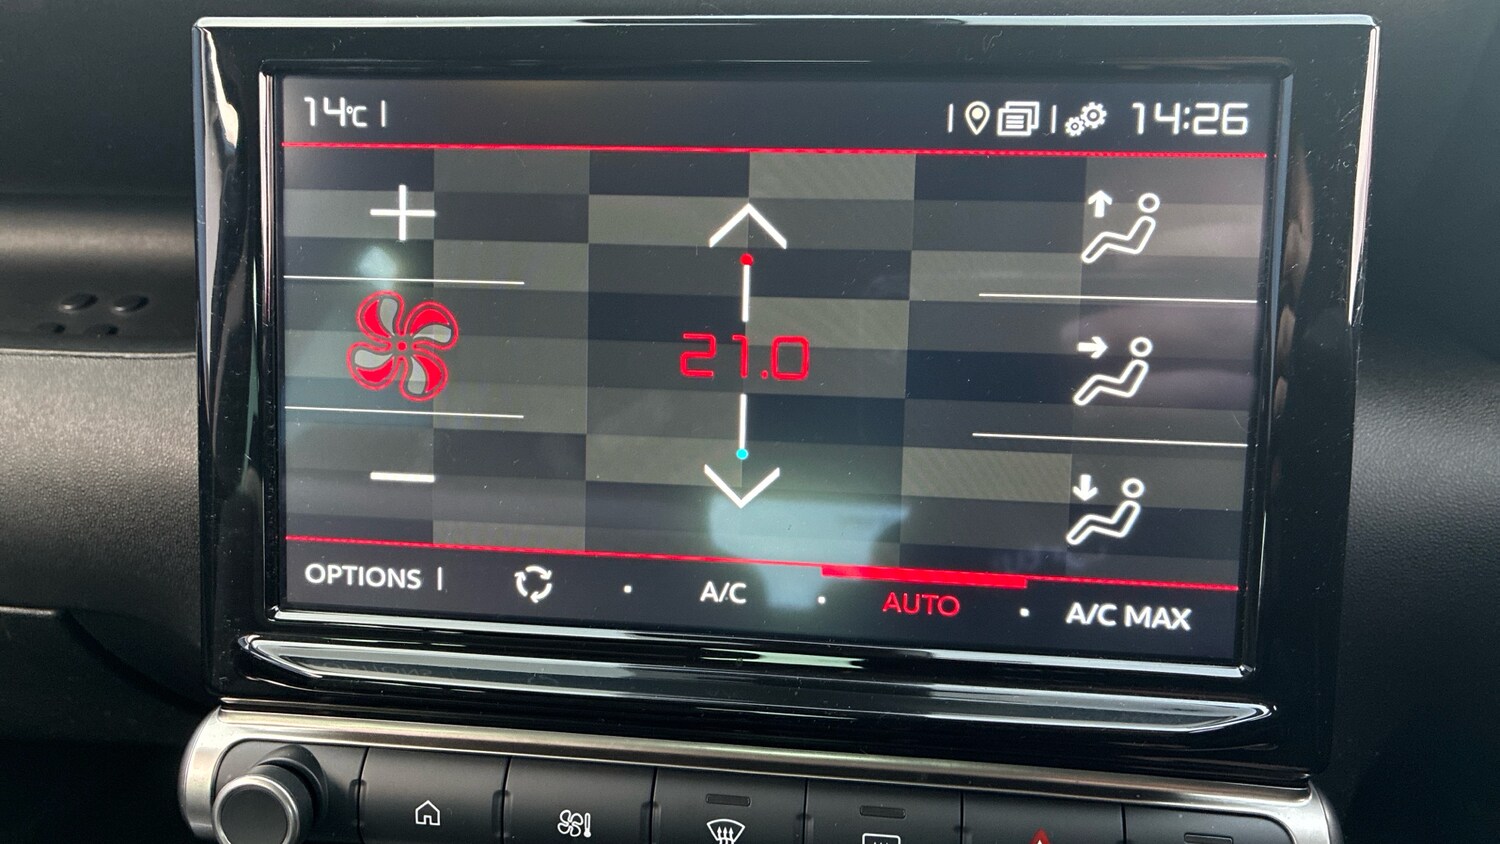 14°C
14:26
21.0
OPTIONS A/C AUTO A/C MAX